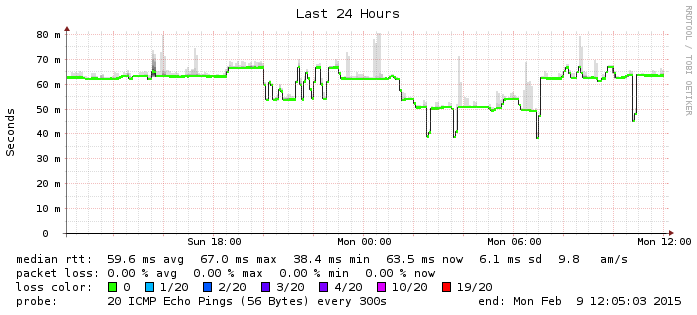 Last 24 Hours
RRDTOOL / TOBI OETIKER
Seconds
80 m
70 m
60 m
50 m
40 m
30 m
20 m
10 m
0
Sun 18:00 Mon 00:00 Mon 06:00 Mon 12:00
median rtt: 59.6 ms avg 67.0 ms max 38.4 ms min 63.5 ms now 6.1 ms sd 9.8 am/s
packet loss: 0.00 % avg 0.00 % max 0.00 % min 0.00 % now
loss color: 0 1/20 2/20 3/20 4/20 10/20 19/20
probe: 20 ICMP Echo Pings (56 Bytes) every 300s end: Mon Feb 9 12:05:03 2015